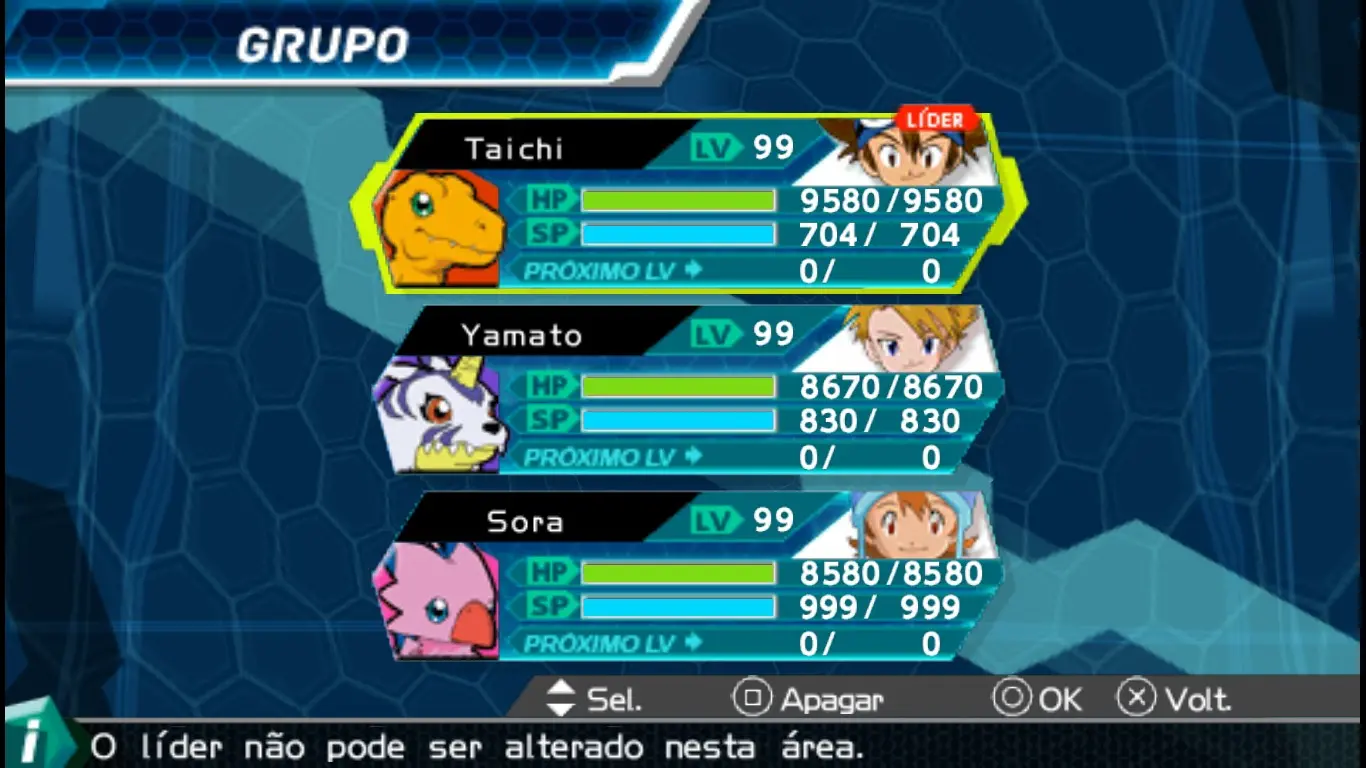 GRUPO
LÍDER
Taichi LV 99
HP 9580/9580
SP 704/ 704
PRÓXIMO LV 0/ 0
Yamato LV 99
HP 8670/8670
SP 830/ 830
PRÓXIMO LV 0/ 0
Sora LV 99
HP 8580/8580
SP 999/ 999
PRÓXIMO LV 0/ 0
Sel. Apagar OK Volt.
i O líder não pode ser alterado nesta área.